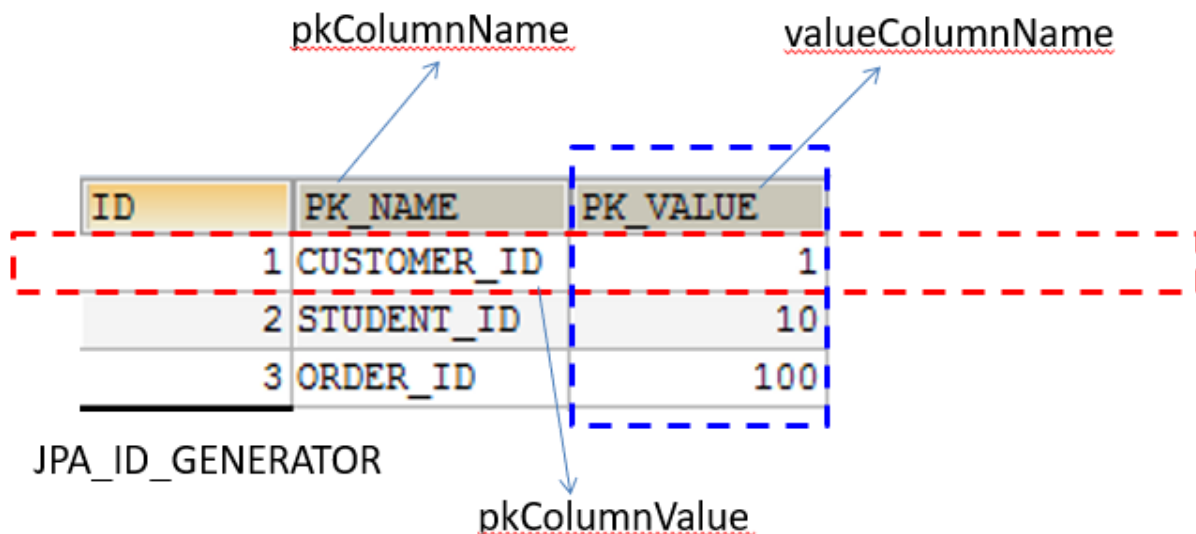 pkColumnName valueColumnName
ID PK_NAME PK_VALUE
1 CUSTOMER_ID 1
2 STUDENT_ID 10
3 ORDER_ID 100
JPA_ID_GENERATOR
pkColumnValue